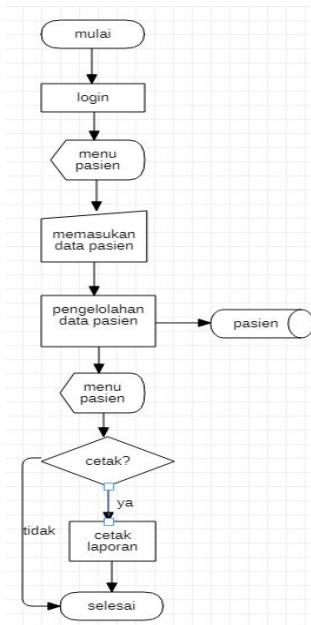 mulai
login
menu
pasien
memasukan
data pasien
pengelolahan
data pasien
pasien
menu
pasien
cetak?
ya
tidak
cetak
laporan
selesai